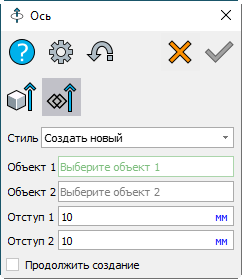 Ось
?
Стиль Создать новый
Объект 1 Выберите объект 1
Объект 2 Выберите объект 2
Отступ 1 10 мм
Отступ 2 10 мм
Продолжить создание